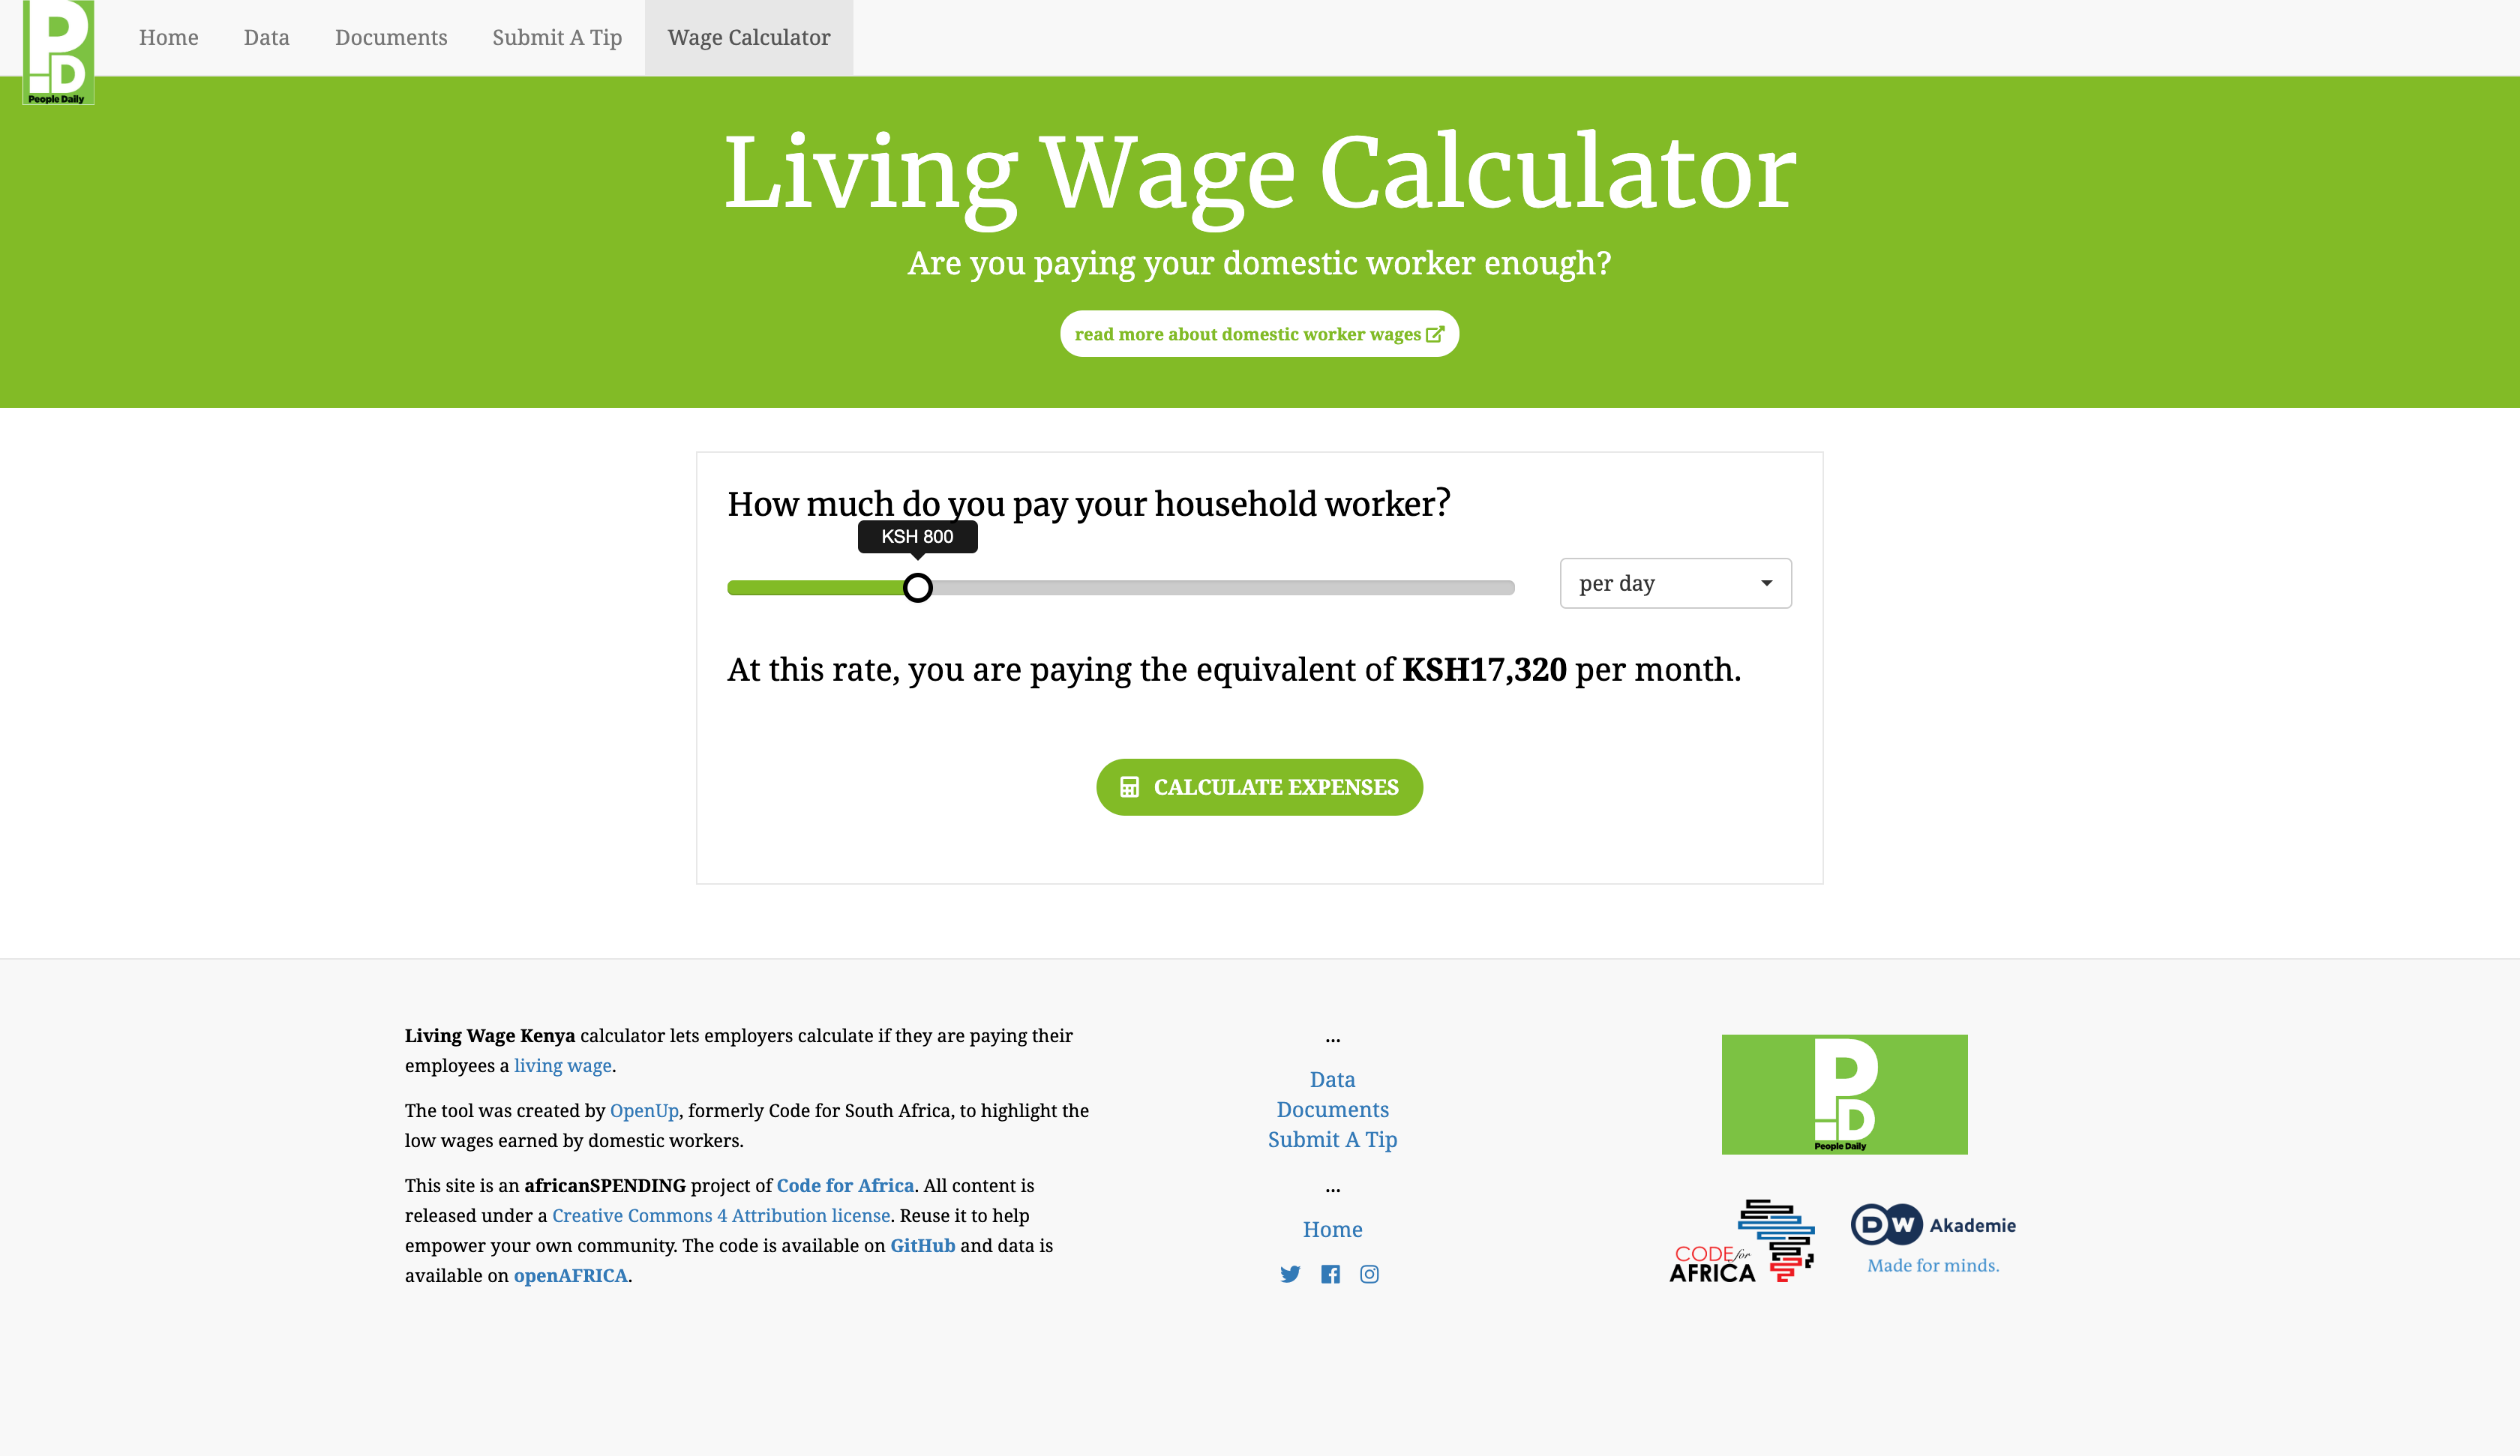 People Daily
Home
Data
Documents
Submit A Tip
Wage Calculator
Living Wage Calculator
Are you paying your domestic worker enough?
read more about domestic worker wages
How much do you pay your household worker?
KSH 800
per day
At this rate, you are paying the equivalent of KSH17,320 per month.
CALCULATE EXPENSES
Living Wage Kenya calculator lets employers calculate if they are paying their
employees a living wage.
The tool was created by OpenUp, formerly Code for South Africa, to highlight the
low wages earned by domestic workers.
This site is an africanSPENDING project of Code for Africa. All content is
released under a Creative Commons 4 Attribution license. Reuse it to help
empower your own community. The code is available on GitHub and data is
available on openAFRICA.
...
Data
Documents
Submit A Tip
...
Home
PD
People Daily
CODE for
AFRICA
DW Akademie
Made for minds.